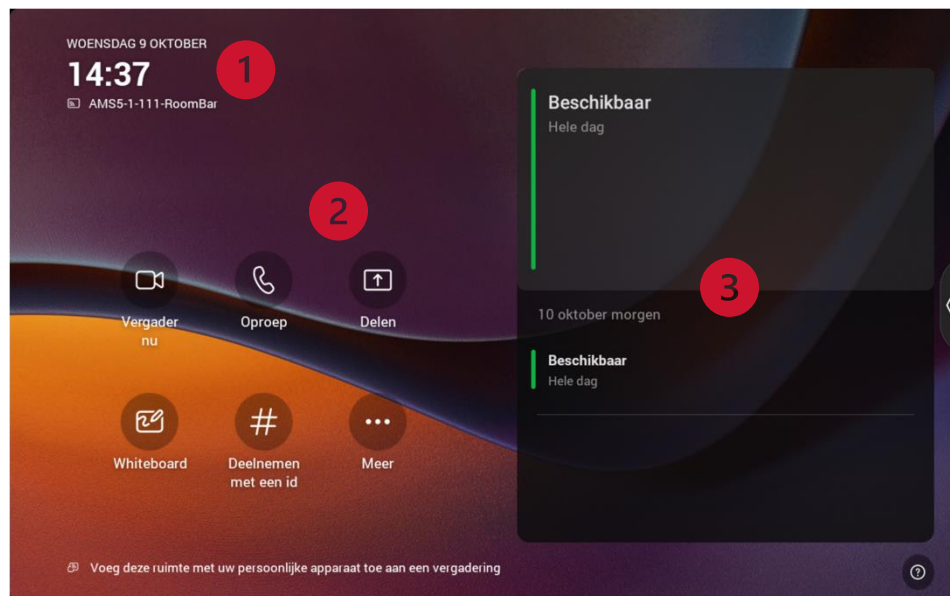 WOENSDAG 9 OKTOBER
14:37
AMS5-1-111-RoomBar
1
2
Vergader
nu
Oproep
Delen
Whiteboard
Deelnemen
met een id
Meer
Beschikbaar
Hele dag
3
10 oktober morgen
Beschikbaar
Hele dag
Voeg deze ruimte met uw persoonlijke apparaat toe aan een vergadering